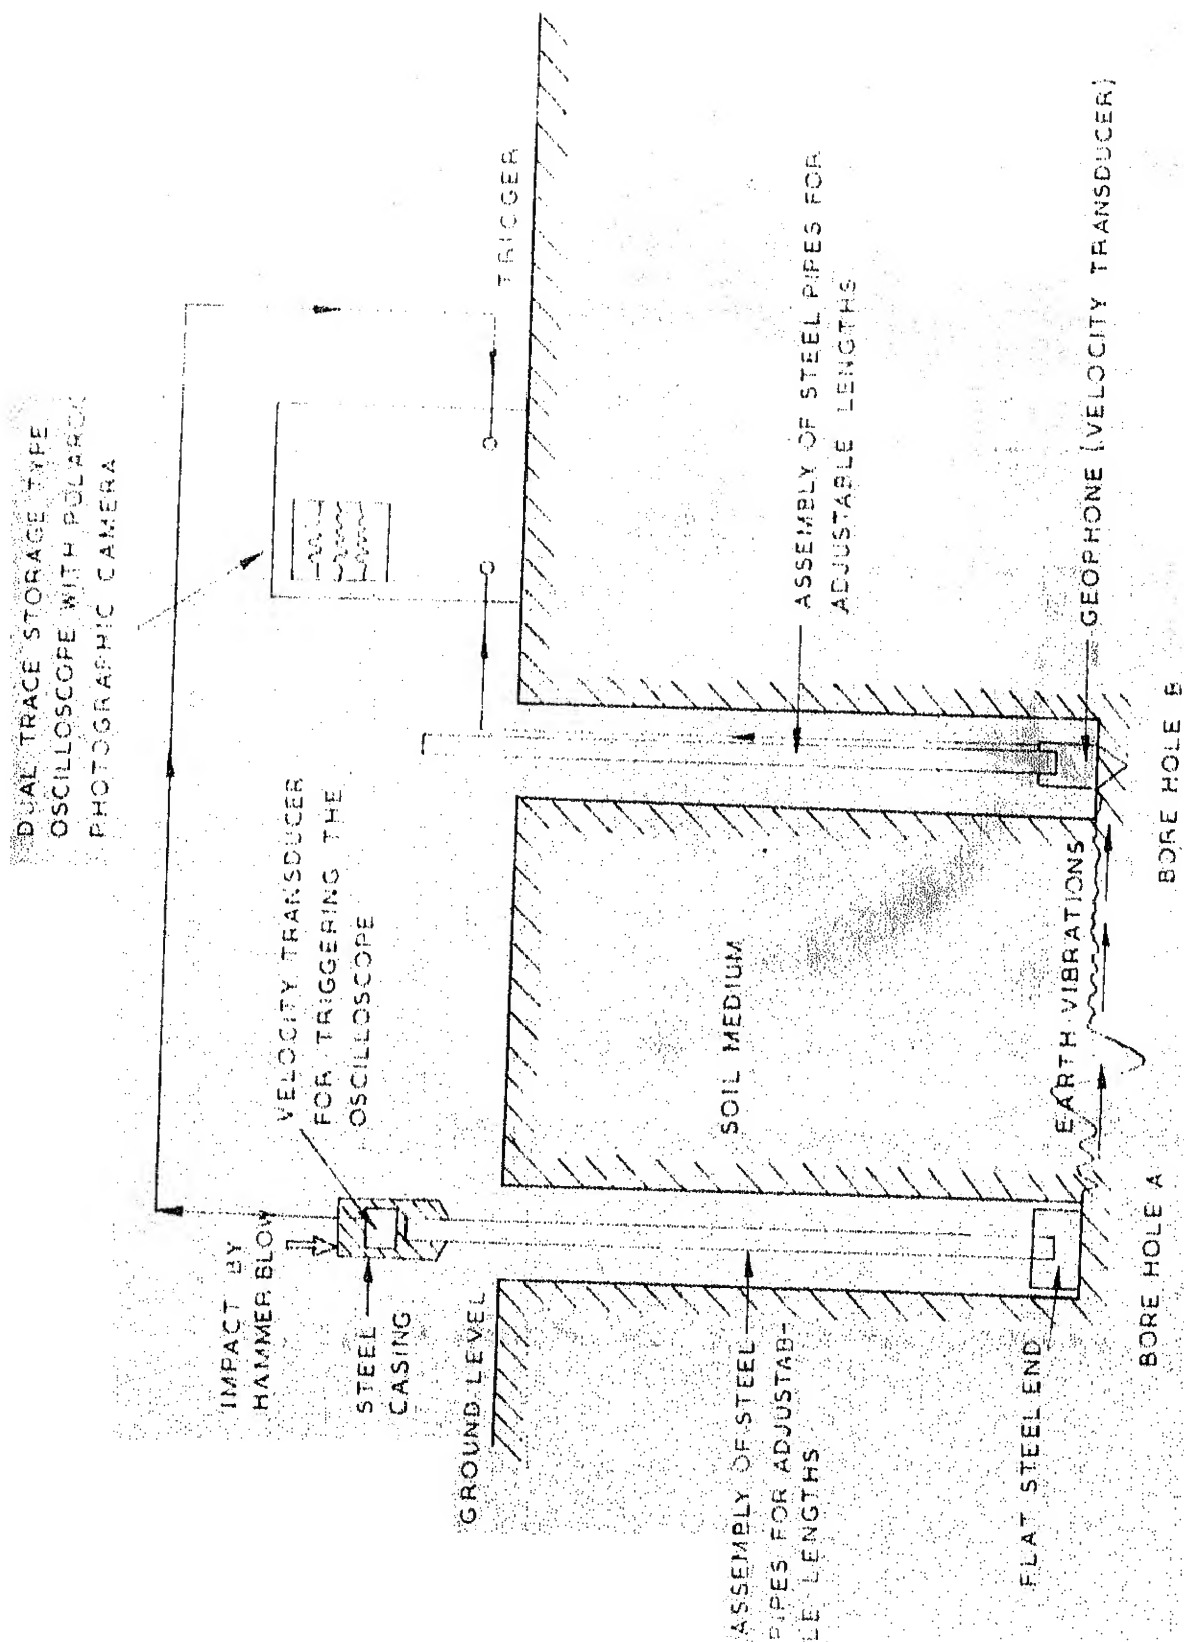 DUAL TRACE STORAGE TYPE
OSCILLOSCOPE WITH
PHOTOGRAPHIC CAMERA
IMPACT BY
HAMMER BLOW
VELOCITY TRANSDUCER
FOR TRIGGERING THE
OSCILLOSCOPE
STEEL
CASING
TRIGGER
GROUND LEVEL
SOIL MEDIUM
ASSEMBLY OF STEEL
PIPES FOR ADJUSTAB-
LE LENGTHS
ASSEMBLY OF STEEL PIPES FOR
ADJUSTABLE LENGTHS
FLAT STEEL END
EARTH VIBRATIONS
GEOPHONE (VELOCITY TRANSDUCER)
BORE HOLE A
BORE HOLE B